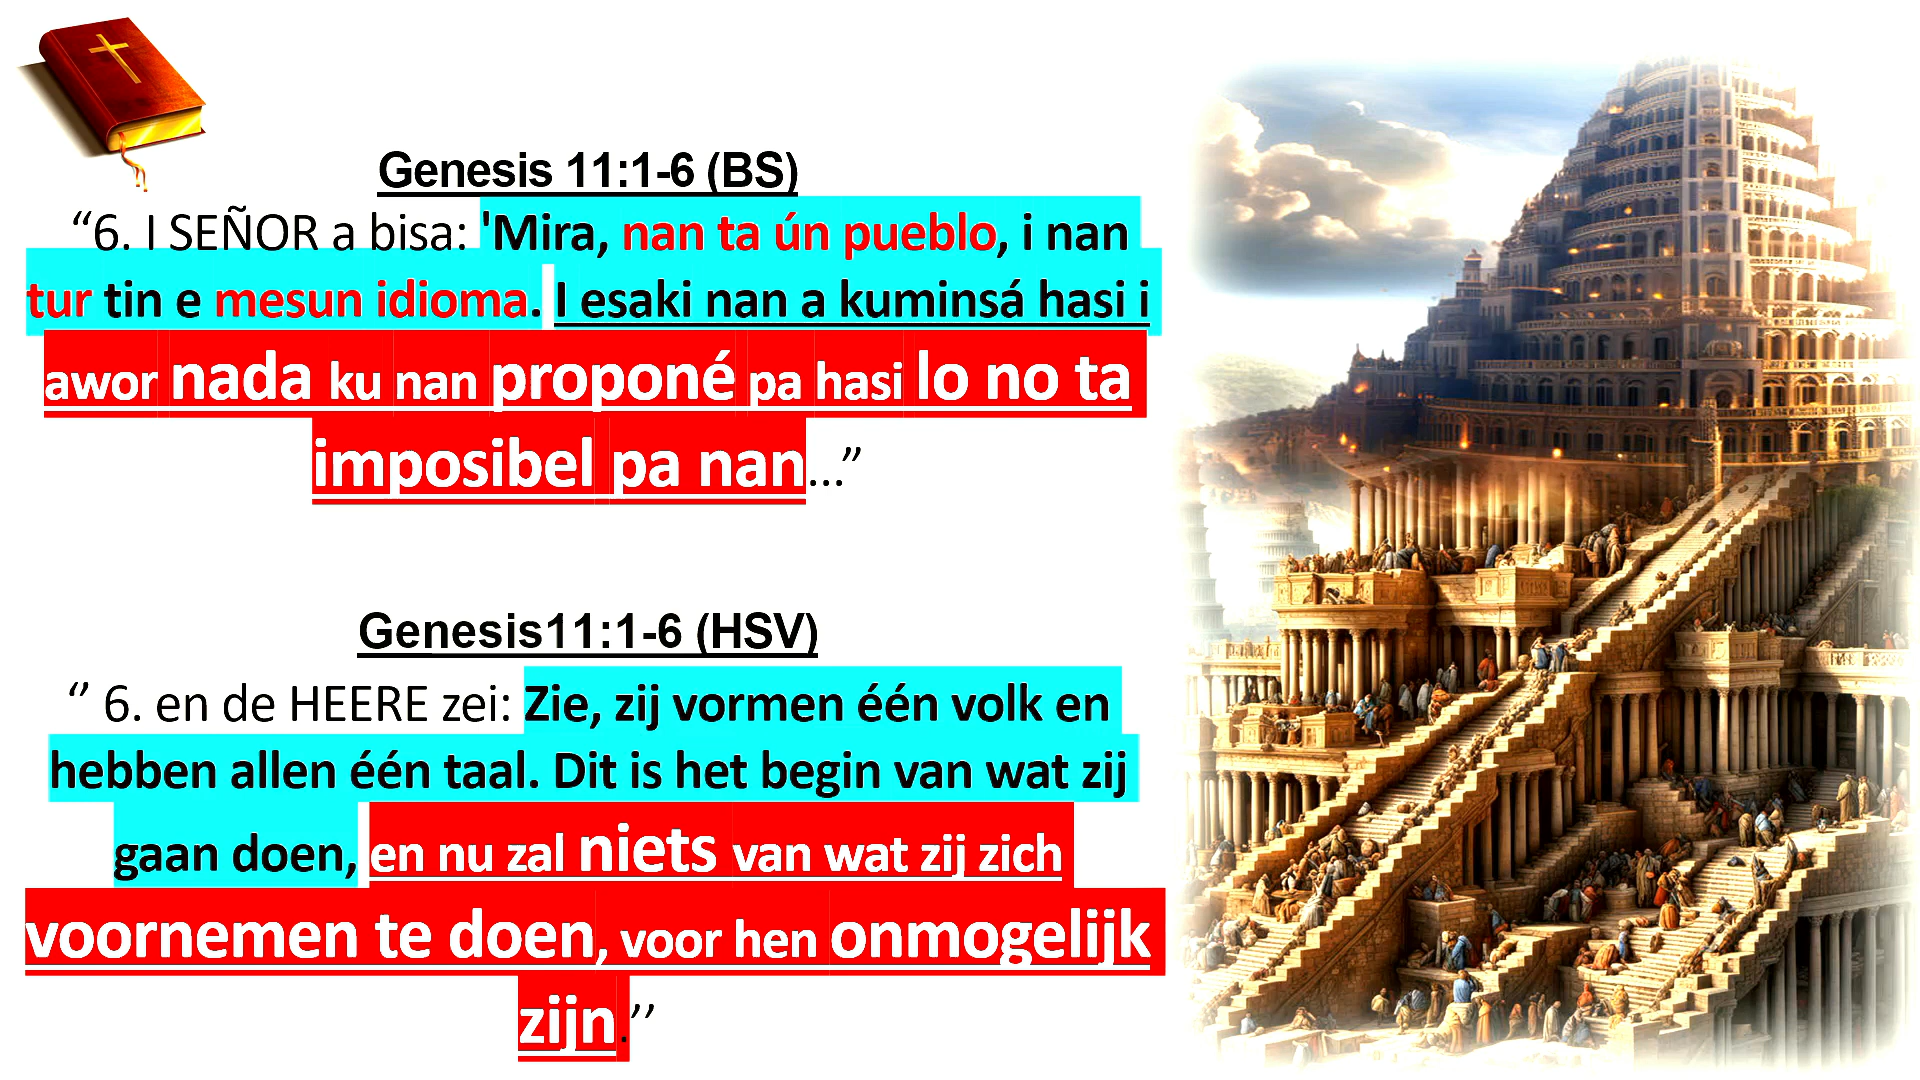 Genesis 11:1-6 (BS)
“6. I SEÑOR a bisa: 'Mira, nan ta ún pueblo, i nan
tur tin e mesun idioma. I esaki nan a kuminsá hasi i
awor nada ku nan proponé pa hasi lo no ta
imposibel pa nan...”
Genesis11:1-6 (HSV)
‘’ 6. en de HEERE zei: Zie, zij vormen één volk en
hebben allen één taal. Dit is het begin van wat zij
gaan doen, en nu zal niets van wat zij zich
voornemen te doen, voor hen onmogelijk
zijn.’’